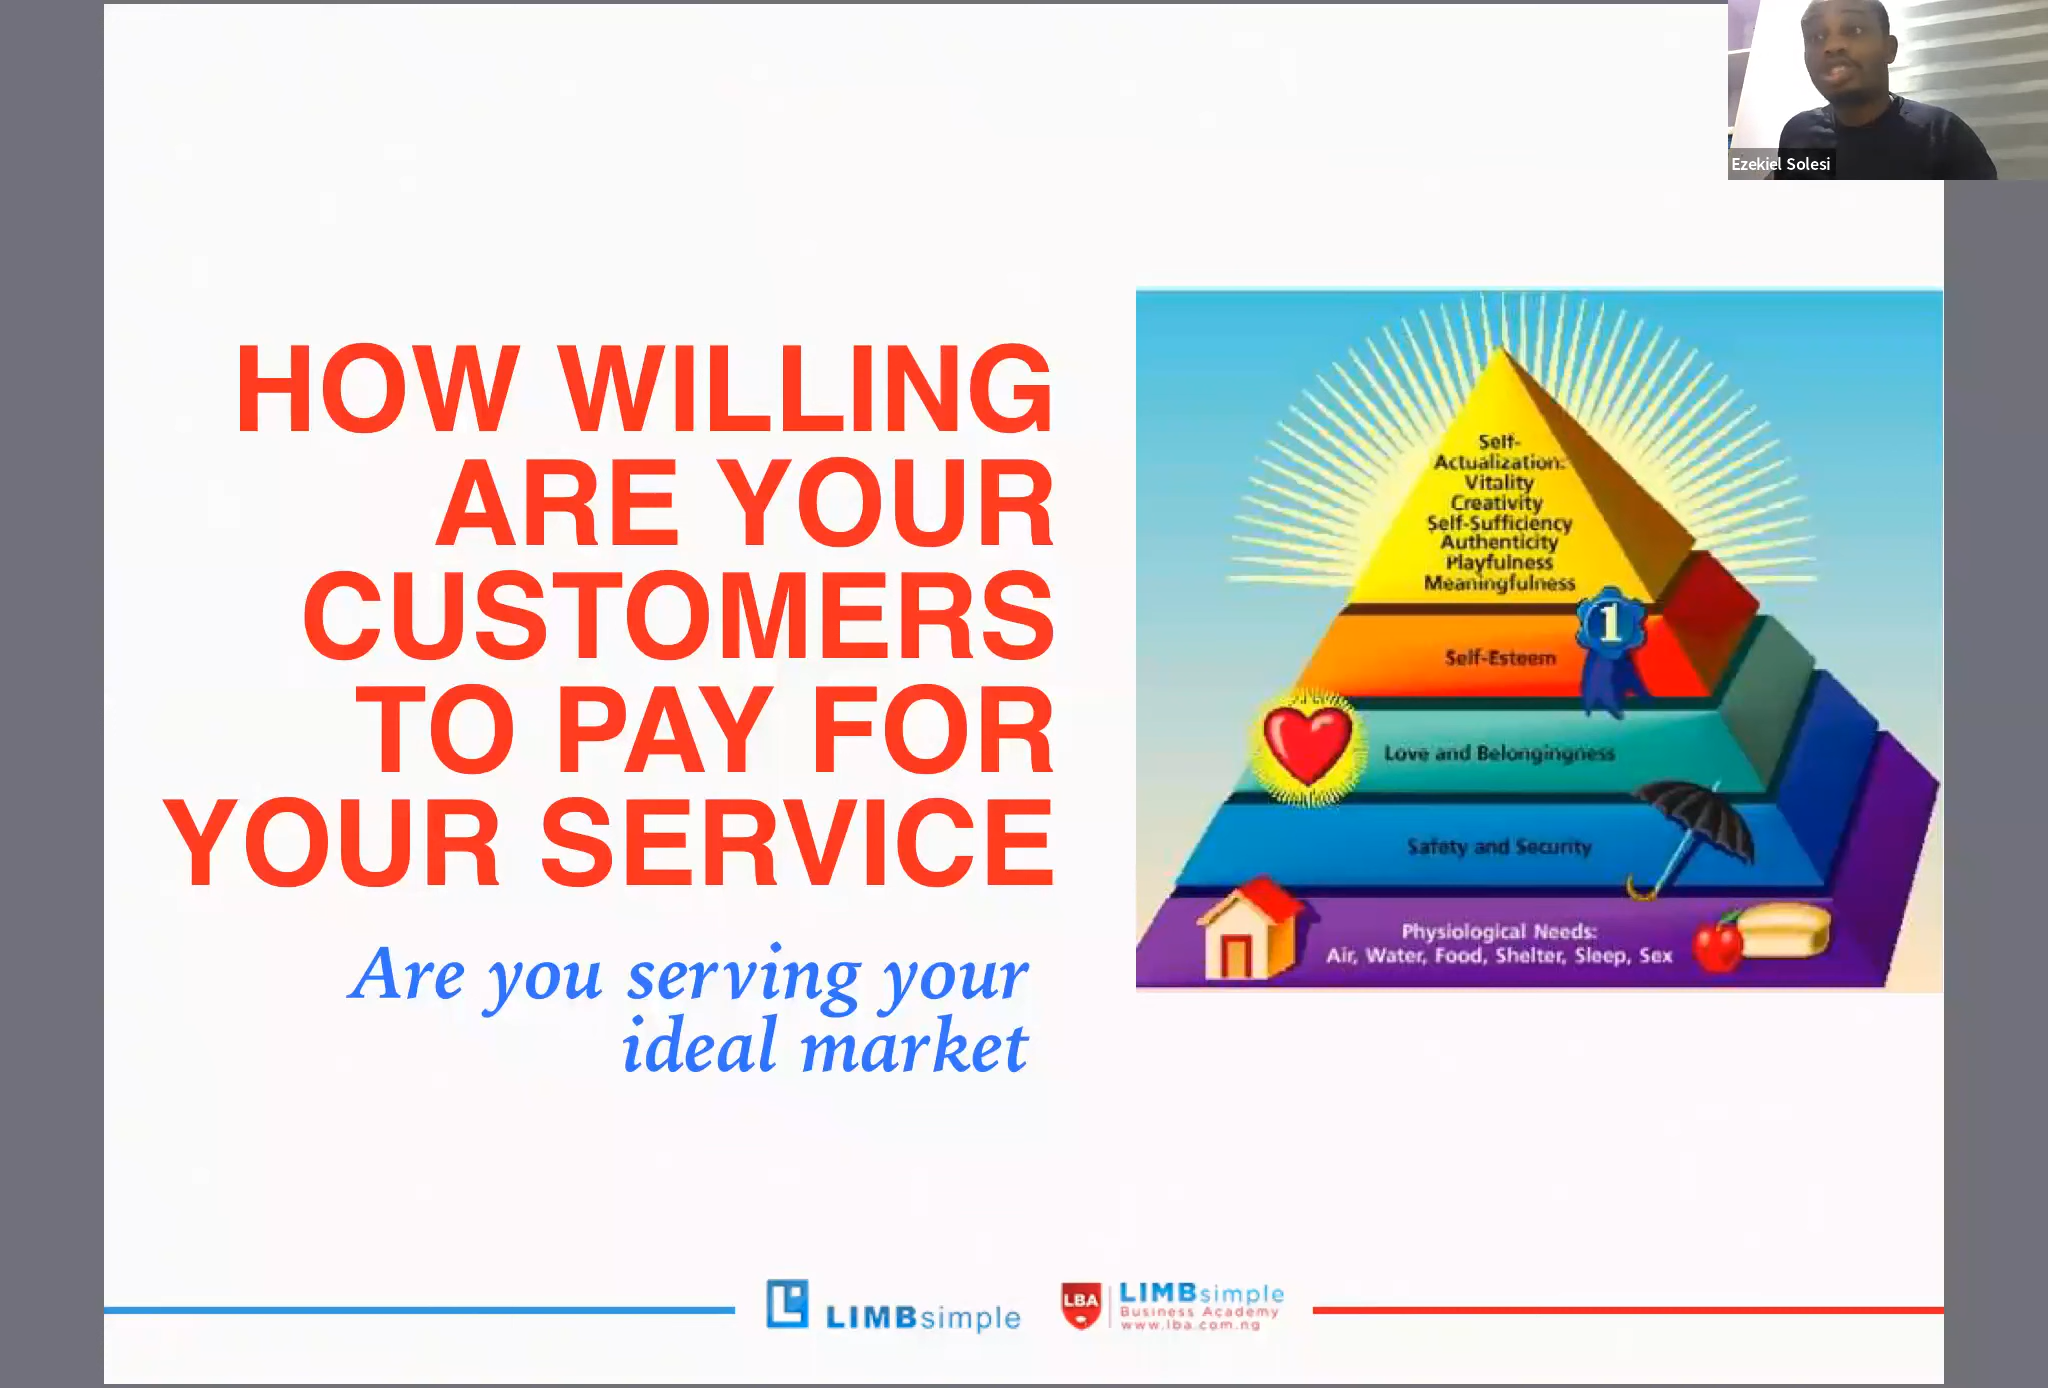 Ezekiel Solesi
HOW WILLING
ARE YOUR
CUSTOMERS
TO PAY FOR
YOUR SERVICE
Are you serving your
ideal market
Self-
Actualization:
Vitality
Creativity
Self-Sufficiency
Authenticity
Playfulness
Meaningfulness
1
Self-Esteem
Love and Belongingness
Safety and Security
Physiological Needs:
Air, Water, Food, Shelter, Sleep, Sex
LIMBsimple
LBA
LIMBsimple
Business Academy
www.lba.com.ng